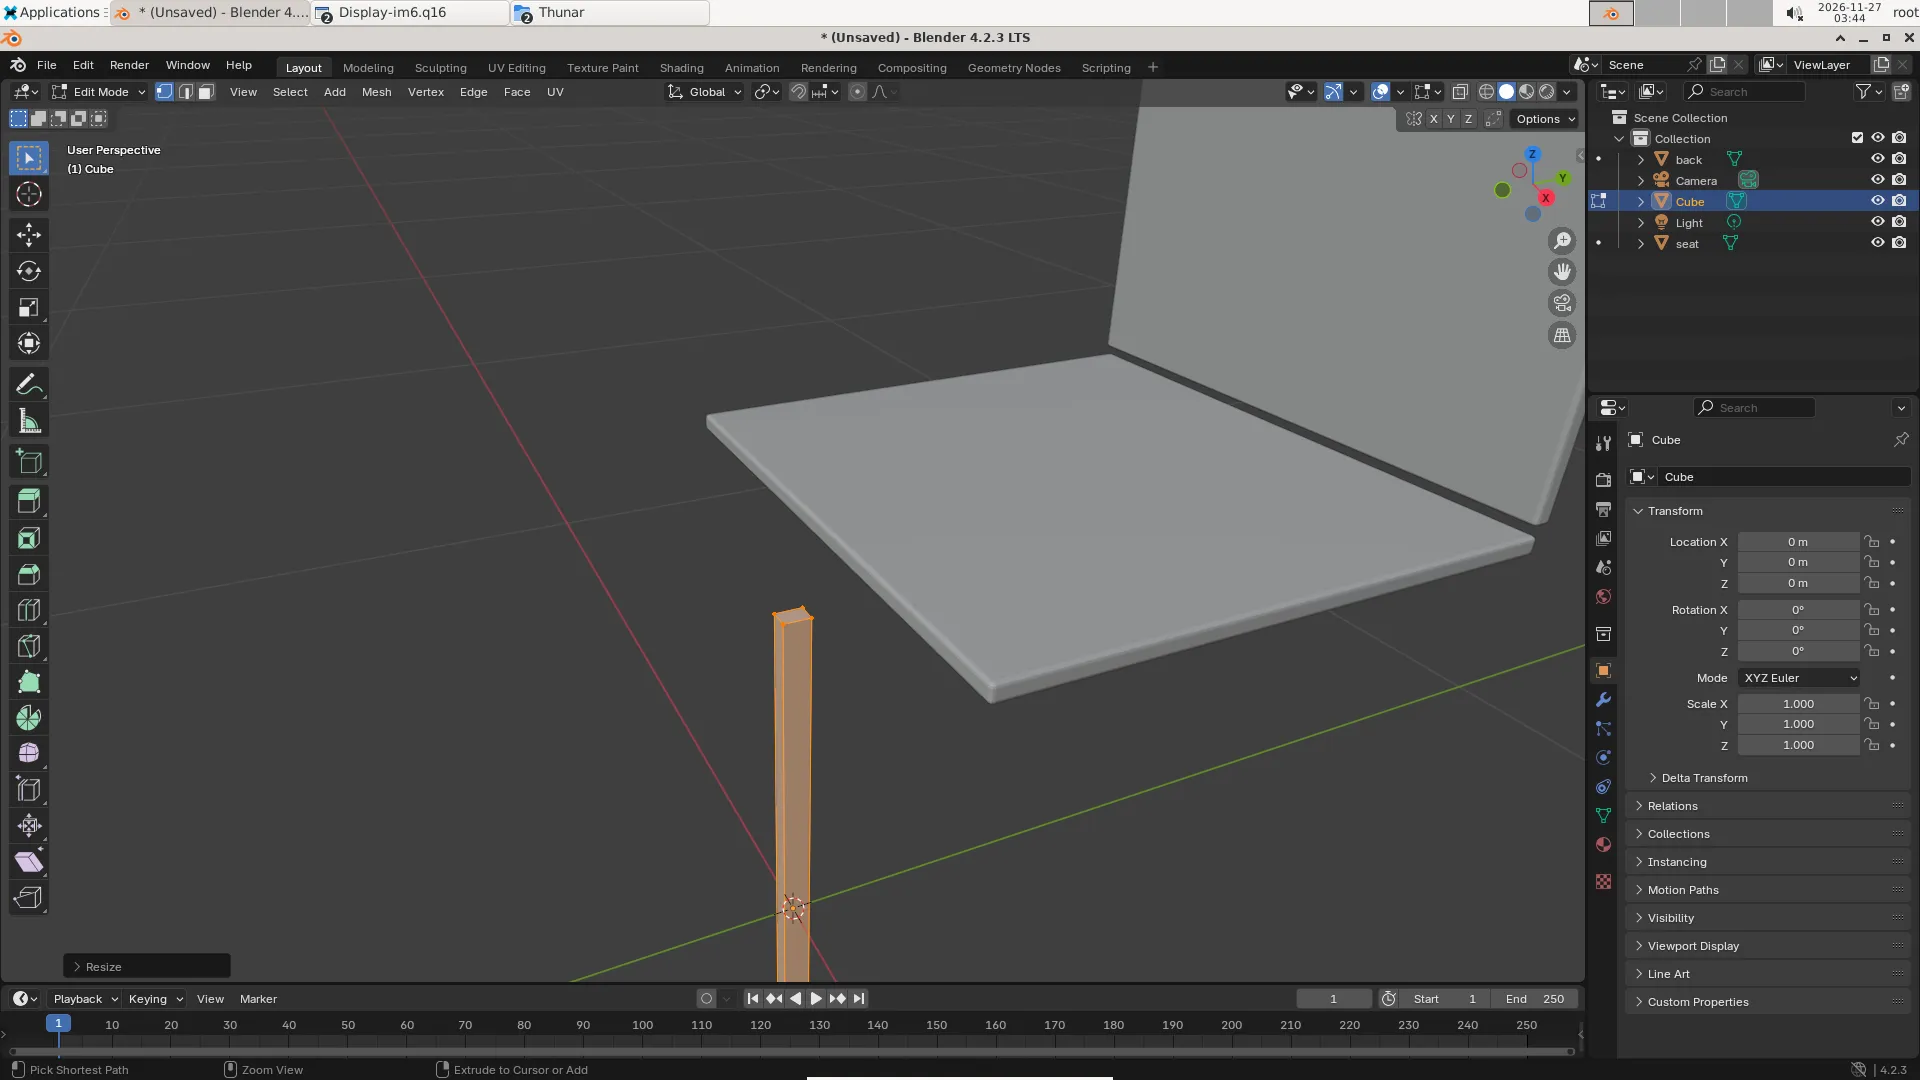 Applications
* (Unsaved) - Blender 4....
2
Display-im6.q16
2
Thunar
2026-11-27
03:44
root
* (Unsaved) - Blender 4.2.3 LTS
File
Edit
Render
Window
Help
Layout
Modeling
Sculpting
UV Editing
Texture Paint
Shading
Animation
Rendering
Compositing
Geometry Nodes
Scripting
Scene
ViewLayer
Edit Mode
View
Select
Add
Mesh
Vertex
Edge
Face
UV
Global
Search
X
Y
Z
Options
User Perspective
(1) Cube
Z
Y
X
Scene Collection
Collection
back
Camera
Cube
Light
seat
Search
Cube
Cube
Transform
Location X
0 m
Y
0 m
Z
0 m
Rotation X
0°
Y
0°
Z
0°
Mode
XYZ Euler
Scale X
1.000
Y
1.000
Z
1.000
Delta Transform
Relations
Collections
Instancing
Motion Paths
Visibility
Viewport Display
Line Art
Custom Properties
Resize
Playback
Keying
View
Marker
1
Start
1
End
250
1
10
20
30
40
50
60
70
80
90
100
110
120
130
140
150
160
170
180
190
200
210
220
230
240
250
Pick Shortest Path
Zoom View
Extrude to Cursor or Add
4.2.3